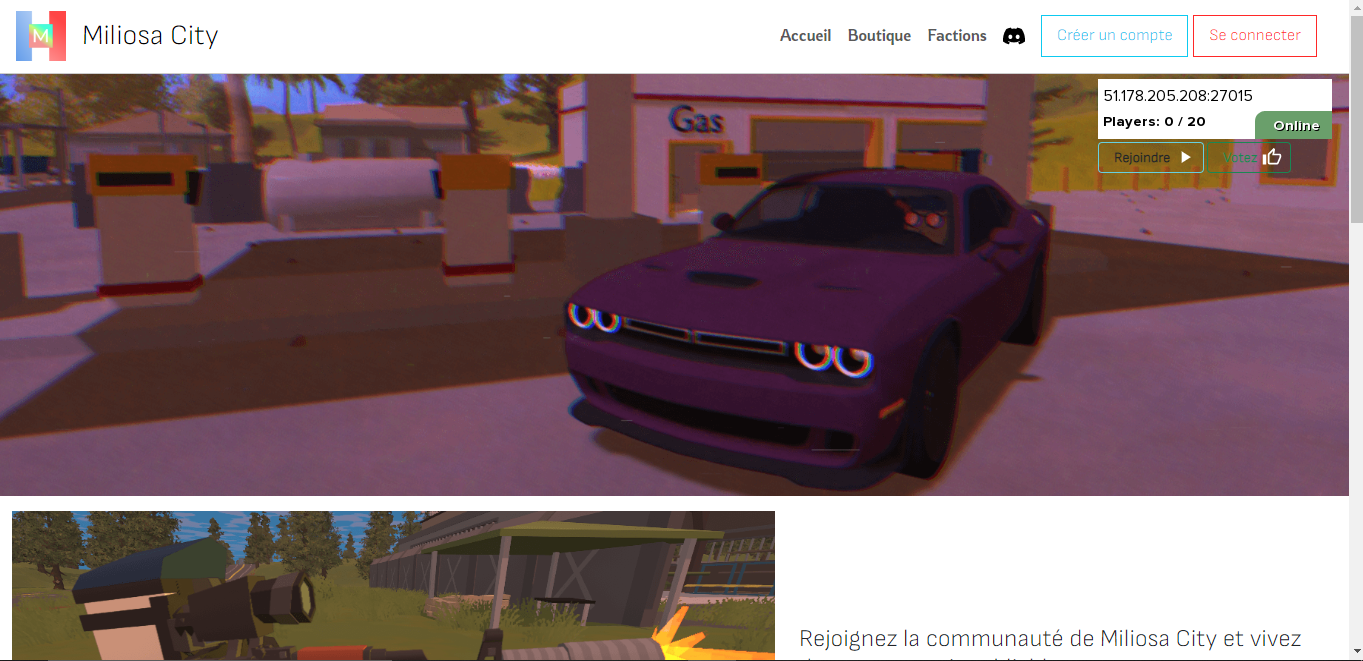 M Miliosa City
Accueil Boutique Factions Créer un compte Se connecter
51.178.205.208:27015
Players: 0 / 20
Online
Rejoindre Votez
Gas
Rejoignez la communauté de Miliosa City et vivez